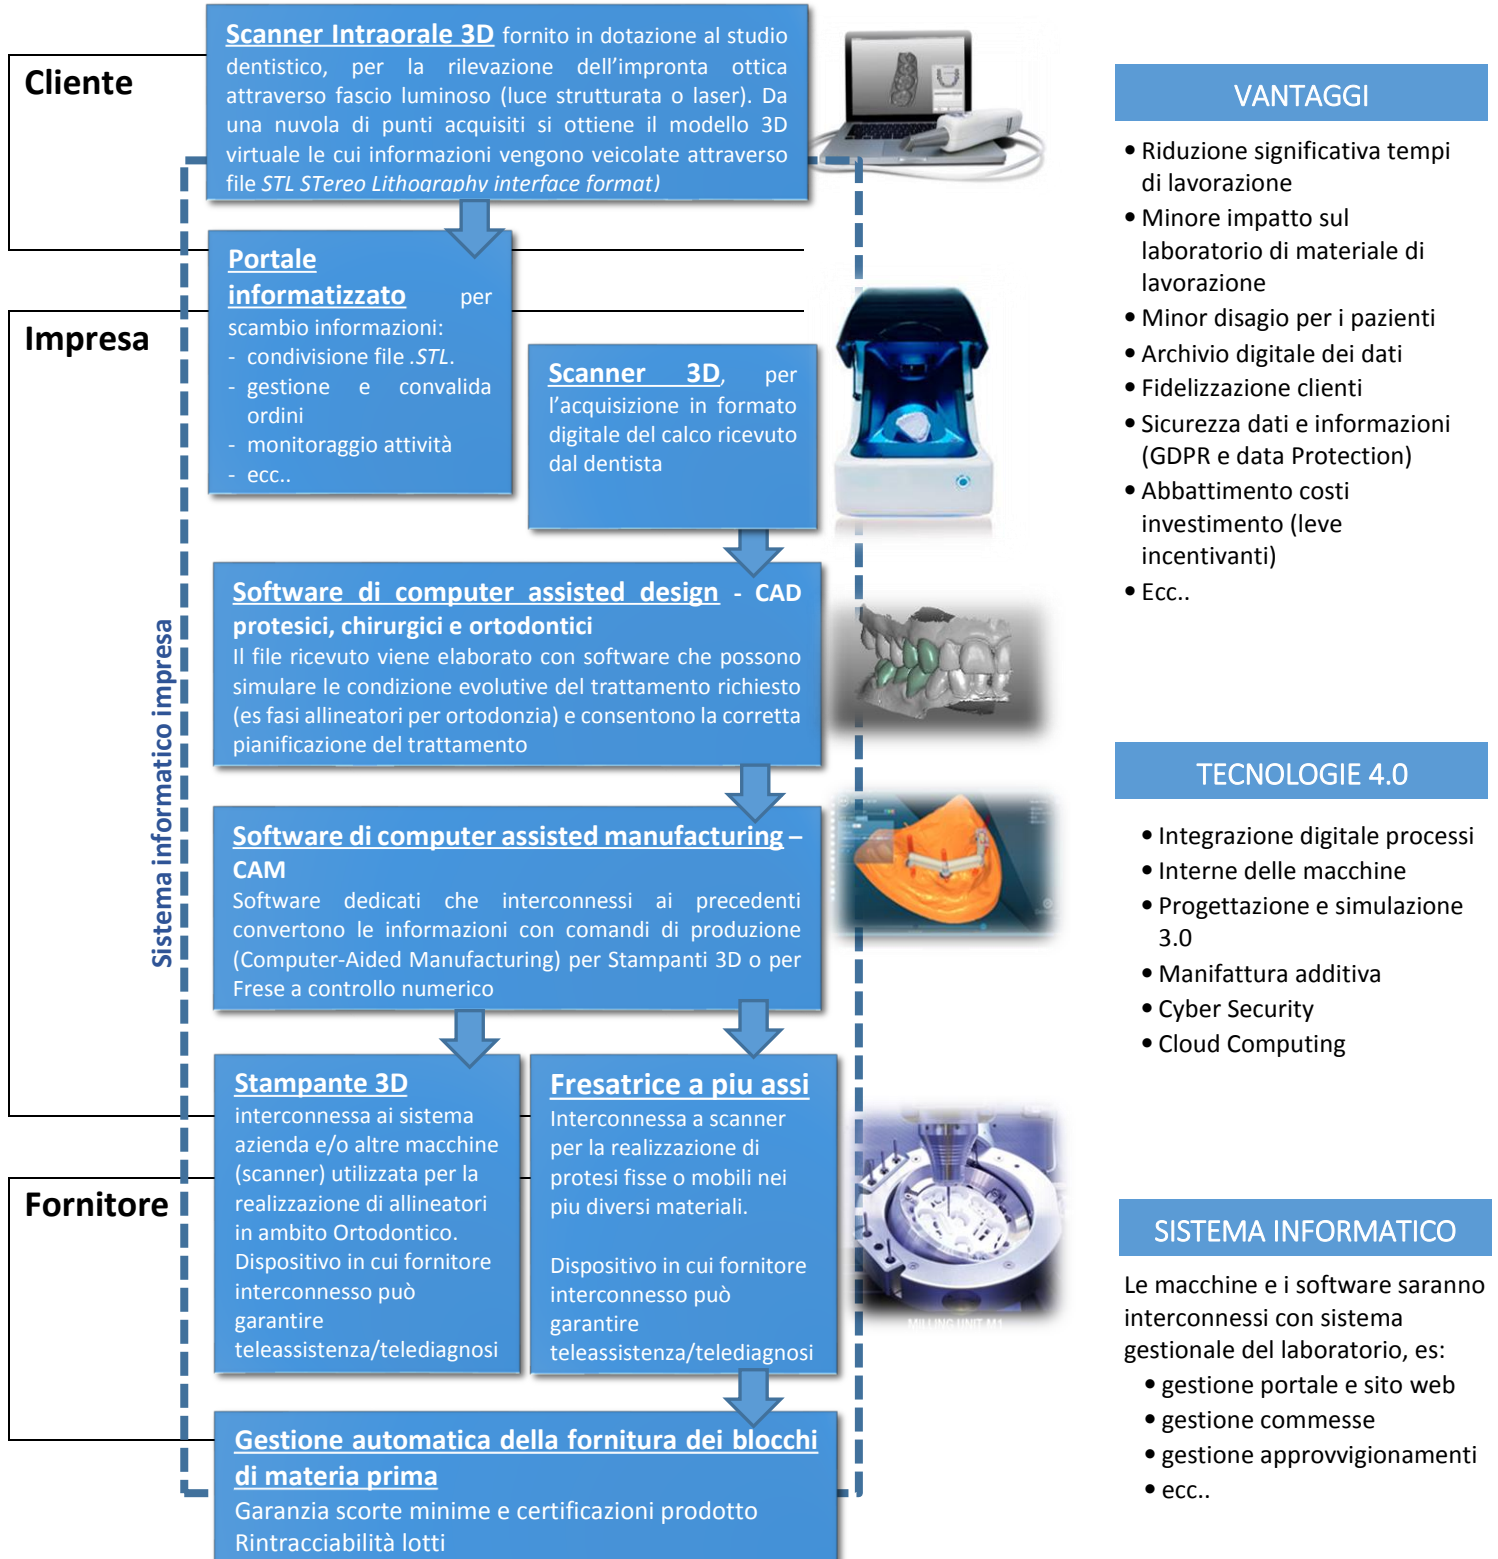 Cliente
Scanner Intraorale 3D fornito in dotazione al studio
dentistico, per la rilevazione dell'impronta ottica
attraverso fascio luminoso (luce strutturata o laser). Da
una nuvola di punti acquisiti si ottiene il modello 3D
virtuale le cui informazioni vengono veicolate attraverso
file STL STereo Lithography interface format)
Portale
informatizzato per
scambio informazioni:
- condivisione file .STL.
- gestione e convalida
ordini
- monitoraggio attività
- ecc..
Impresa
Scanner 3D, per
l'acquisizione in formato
digitale del calco ricevuto
dal dentista
Software di computer assisted design - CAD
protesici, chirurgici e ortodontici
Il file ricevuto viene elaborato con software che possono
simulare le condizione evolutive del trattamento richiesto
(es fasi allineatori per ortodonzia) e consentono la corretta
pianificazione del trattamento
Sistema informatico impresa
Software di computer assisted manufacturing –
CAM
Software dedicati che interconnessi ai precedenti
convertono le informazioni con comandi di produzione
(Computer-Aided Manufacturing) per Stampanti 3D o per
Frese a controllo numerico
Stampante 3D
interconnessa ai sistema
azienda e/o altre macchine
(scanner) utilizzata per la
realizzazione di allineatori
in ambito Ortodontico.
Dispositivo in cui fornitore
interconnesso può
garantire
teleassistenza/telediagnosi
Fresatrice a piu assi
Interconnessa a scanner
per la realizzazione di
protesi fisse o mobili nei
piu diversi materiali.
Dispositivo in cui fornitore
interconnesso può
garantire
teleassistenza/telediagnosi
Fornitore
MILLING UNIT M1
Gestione automatica della fornitura dei blocchi
di materia prima
Garanzia scorte minime e certificazioni prodotto
Rintracciabilità lotti
VANTAGGI
• Riduzione significativa tempi
di lavorazione
• Minore impatto sul
laboratorio di materiale di
lavorazione
• Minor disagio per i pazienti
• Archivio digitale dei dati
• Fidelizzazione clienti
• Sicurezza dati e informazioni
(GDPR e data Protection)
• Abbattimento costi
investimento (leve
incentivanti)
• Ecc..
TECNOLOGIE 4.0
• Integrazione digitale processi
• Interne delle macchine
• Progettazione e simulazione
3.0
• Manifattura additiva
• Cyber Security
• Cloud Computing
SISTEMA INFORMATICO
Le macchine e i software saranno
interconnessi con sistema
gestionale del laboratorio, es:
• gestione portale e sito web
• gestione commesse
• gestione approvvigionamenti
• ecc..